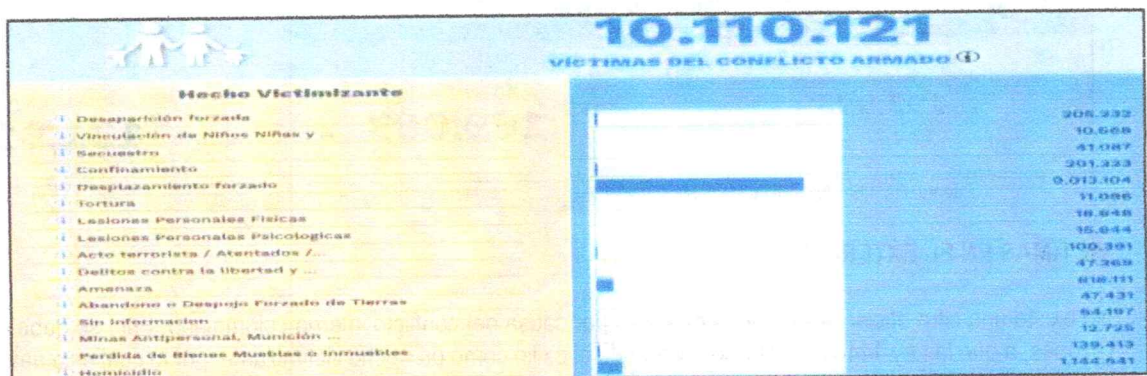 10.110.121
VÍCTIMAS DEL CONFLICTO ARMADO
Hecho Victimizante
Desaparición forzada 205.232
Vinculación de Niños Niñas y 10.668
Secuestro 41.087
Confinamiento 201.323
Desplazamiento forzado 9.013.104
Tortura 11.096
Lesiones Personales Físicas
Lesiones Personales Psicologicas 15.844
Acto terrorista / Atentados / ... 100.391
Delitos contra la libertad y ... 47.369
Amenaza 618.111
Abandono o Despojo Forzado de Tierras 47.431
Sin informacion 64.197
Minas Antipersonal, Munición ... 12.725
Perdida de Bienes Muebles o Inmuebles 139.413
Homicidio 1.144.641